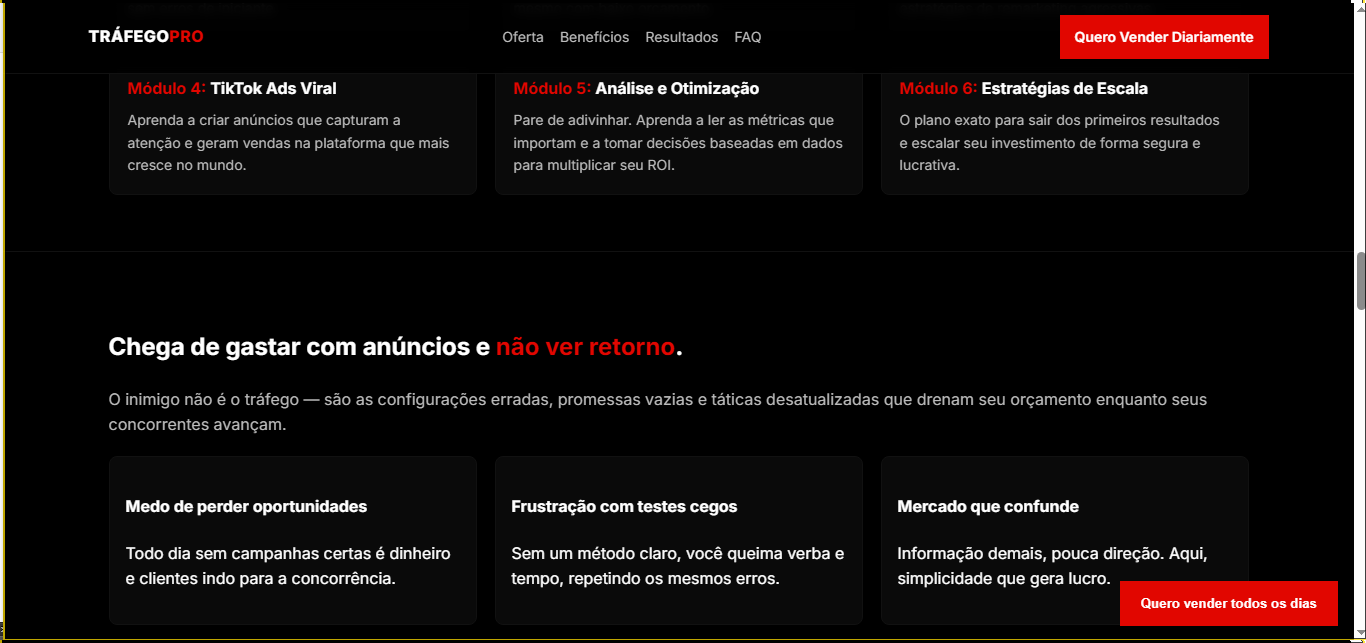 TRÁFEGOPRO
Oferta Benefícios Resultados FAQ
Quero Vender Diariamente
Módulo 4: TikTok Ads Viral
Aprenda a criar anúncios que capturam a
atenção e geram vendas na plataforma que mais
cresce no mundo.
Módulo 5: Análise e Otimização
Pare de adivinhar. Aprenda a ler as métricas que
importam e a tomar decisões baseadas em dados
para multiplicar seu ROI.
Módulo 6: Estratégias de Escala
O plano exato para sair dos primeiros resultados
e escalar seu investimento de forma segura e
lucrativa.
Chega de gastar com anúncios e não ver retorno.
O inimigo não é o tráfego — são as configurações erradas, promessas vazias e táticas desatualizadas que drenam seu orçamento enquanto seus
concorrentes avançam.
Medo de perder oportunidades
Todo dia sem campanhas certas é dinheiro
e clientes indo para a concorrência.
Frustração com testes cegos
Sem um método claro, você queima verba e
tempo, repetindo os mesmos erros.
Mercado que confunde
Informação demais, pouca direção. Aqui,
simplicidade que gera lucro.
Quero vender todos os dias